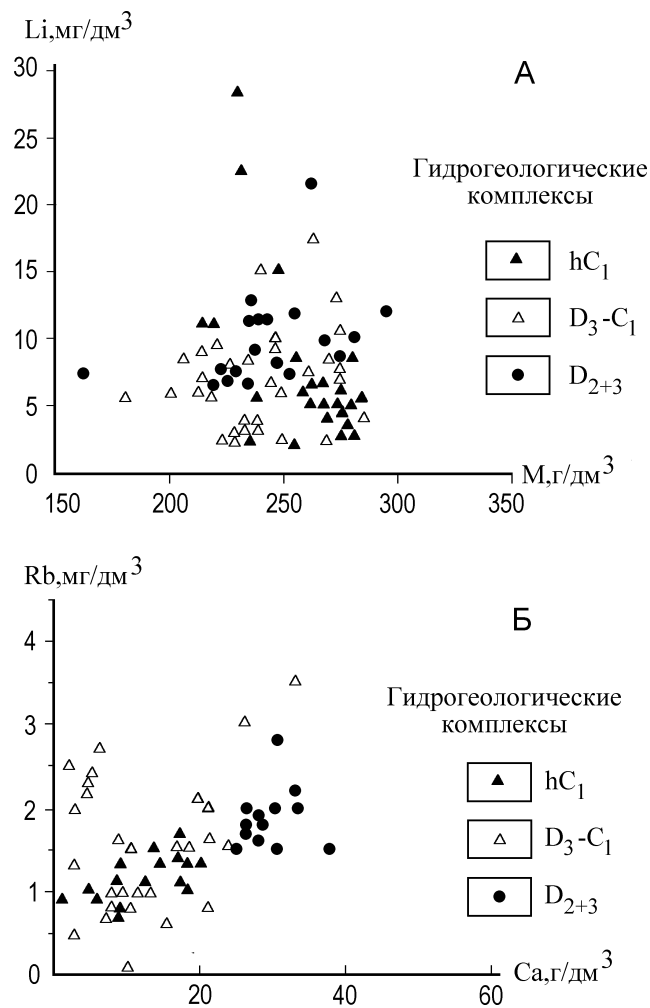 Li,мг/дм3
А
30
25
20
15
10
5
0
150 200 250 300 350
М,г/дм3
Гидрогеологические
комплексы
hC1
D3-C1
D2+3
Rb,мг/дм3
Б
4
3
2
1
0
20 40 60
Ca,г/дм3
Гидрогеологические
комплексы
hC1
D3-C1
D2+3